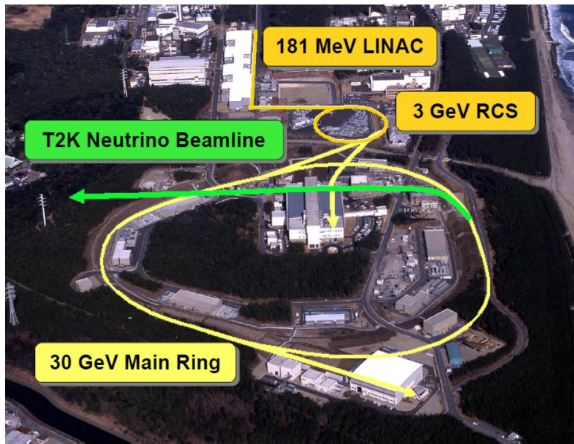 181 MeV LINAC
3 GeV RCS
T2K Neutrino Beamline
30 GeV Main Ring